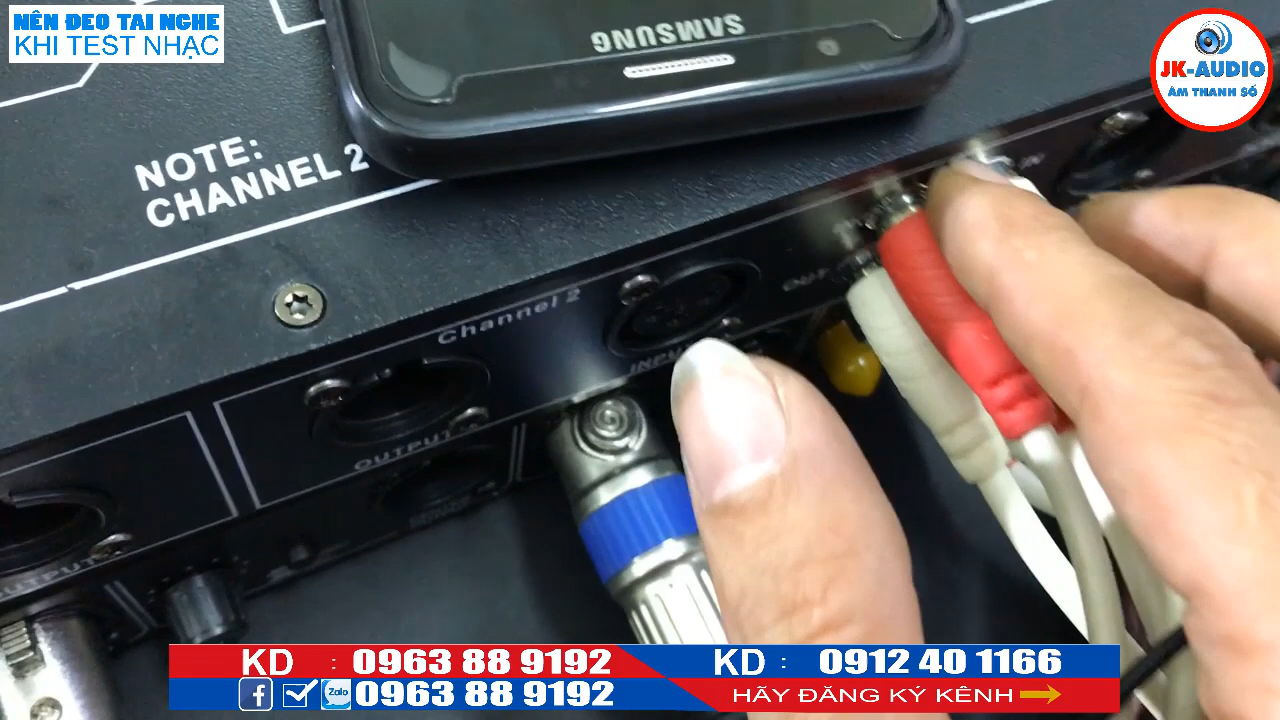 NÊN ĐEO TAI NGHE
KHI TEST NHẠC
JK-AUDIO
ÂM THANH SỐ
SAMSUNG
NOTE:
CHANNEL 2
Channel 2
INPUT
OUTPUT
OUTPUT
KD : 0963 88 9192
KD : 0912 40 1166
Zalo
0963 88 9192
HÃY ĐĂNG KÝ KÊNH